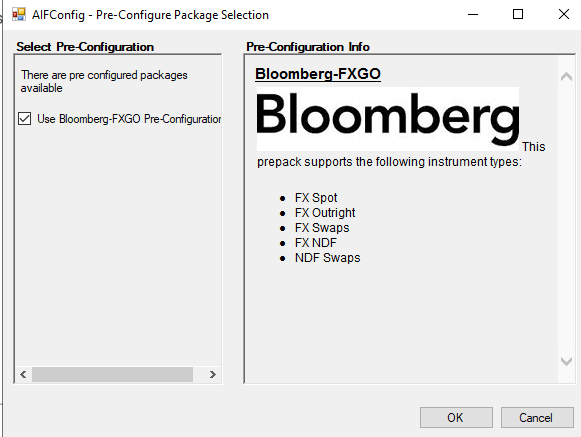 AIFConfig - Pre-Configure Package Selection
Select Pre-Configuration
There are pre configured packages
available
Use Bloomberg-FXGO Pre-Configuration
Pre-Configuration Info
Bloomberg-FXGO
Bloomberg This
prepack supports the following instrument types:
FX Spot
FX Outright
FX Swaps
FX NDF
NDF Swaps
OK
Cancel